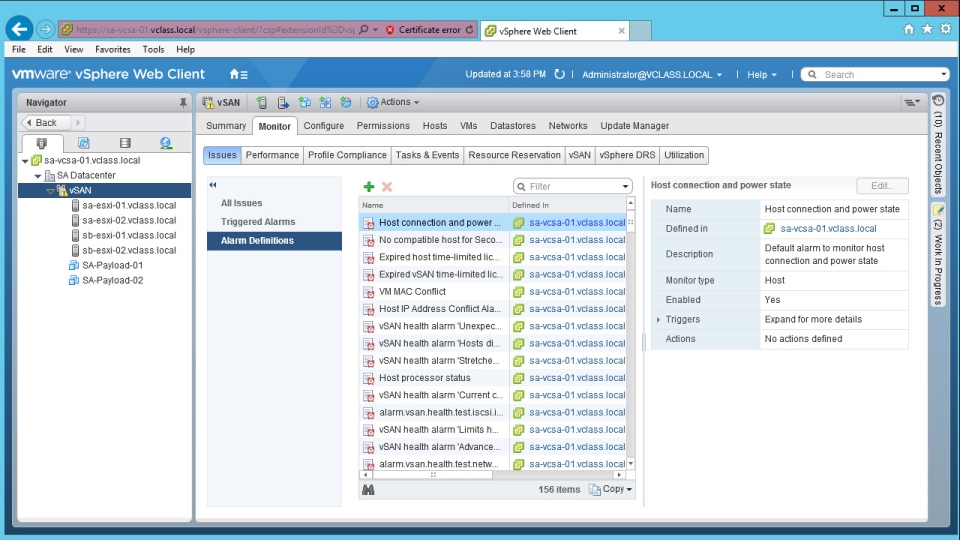 https://sa-vcsa-01.vclass.local/vsphere-client/?csp#extensionId%3Dvsp
Certificate error
vSphere Web Client
File Edit View Favorites Tools Help
vmware® vSphere Web Client
Updated at 3:58 PM
Administrator@VCLASS.LOCAL
Help
Search
Navigator
vSAN
Actions
Back
Summary Monitor Configure Permissions Hosts VMs Datastores Networks Update Manager
Issues Performance Profile Compliance Tasks & Events Resource Reservation vSAN vSphere DRS Utilization
sa-vcsa-01.vclass.local
SA Datacenter
vSAN
sa-esxi-01.vclass.local
sa-esxi-02.vclass.local
sb-esxi-01.vclass.local
sb-esxi-02.vclass.local
SA-Payload-01
SA-Payload-02
All Issues
Triggered Alarms
Alarm Definitions
Filter
Name Defined In
Host connection and power ... sa-vcsa-01.vclass.local
No compatible host for Seco... sa-vcsa-01.vclass.local
Expired host time-limited lic... sa-vcsa-01.vclass.local
Expired vSAN time-limited lic... sa-vcsa-01.vclass.local
VM MAC Conflict sa-vcsa-01.vclass.local
Host IP Address Conflict Ala... sa-vcsa-01.vclass.local
vSAN health alarm 'Unexpec... sa-vcsa-01.vclass.local
vSAN health alarm 'Hosts di... sa-vcsa-01.vclass.local
vSAN health alarm 'Stretche... sa-vcsa-01.vclass.local
Host processor status sa-vcsa-01.vclass.local
vSAN health alarm 'Current c... sa-vcsa-01.vclass.local
alarm.vsan.health.test.iscsi.i... sa-vcsa-01.vclass.local
vSAN health alarm 'Limits h... sa-vcsa-01.vclass.local
vSAN health alarm 'Advance... sa-vcsa-01.vclass.local
alarm.vsan.health.test.netw... sa-vcsa-01.vclass.local
156 items Copy
Host connection and power state
Edit...
Name Host connection and power state
Defined in sa-vcsa-01.vclass.local
Description Default alarm to monitor host
connection and power state
Monitor type Host
Enabled Yes
Triggers Expand for more details
Actions No actions defined
(10) Recent Objects
(2) Work In Progress